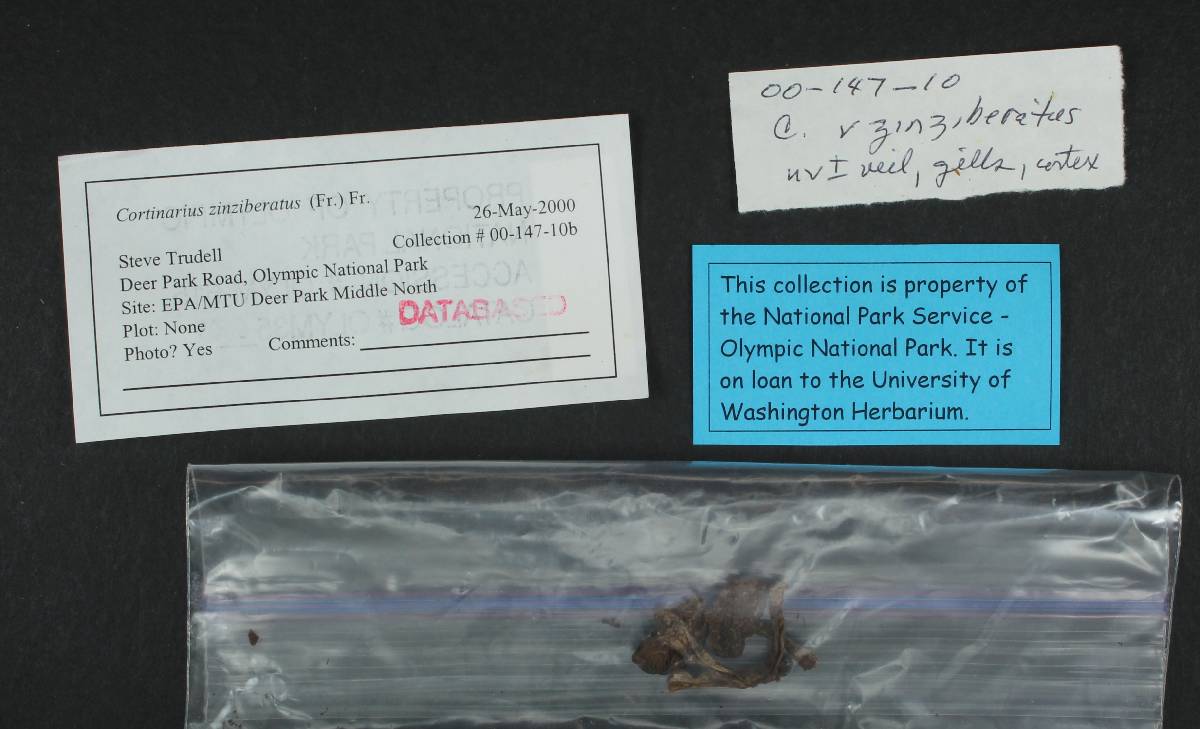 Cortinarius zinziberatus (Fr.) Fr.
26-May-2000
Steve Trudell
Collection # 00-147-10b
Deer Park Road, Olympic National Park
Site: EPA/MTU Deer Park Middle North
Plot: None
DATABASED
Photo? Yes
Comments:
00-147-10
C. v zinziberatus
veil, gills, cortex
This collection is property of
the National Park Service -
Olympic National Park. It is
on loan to the University of
Washington Herbarium.